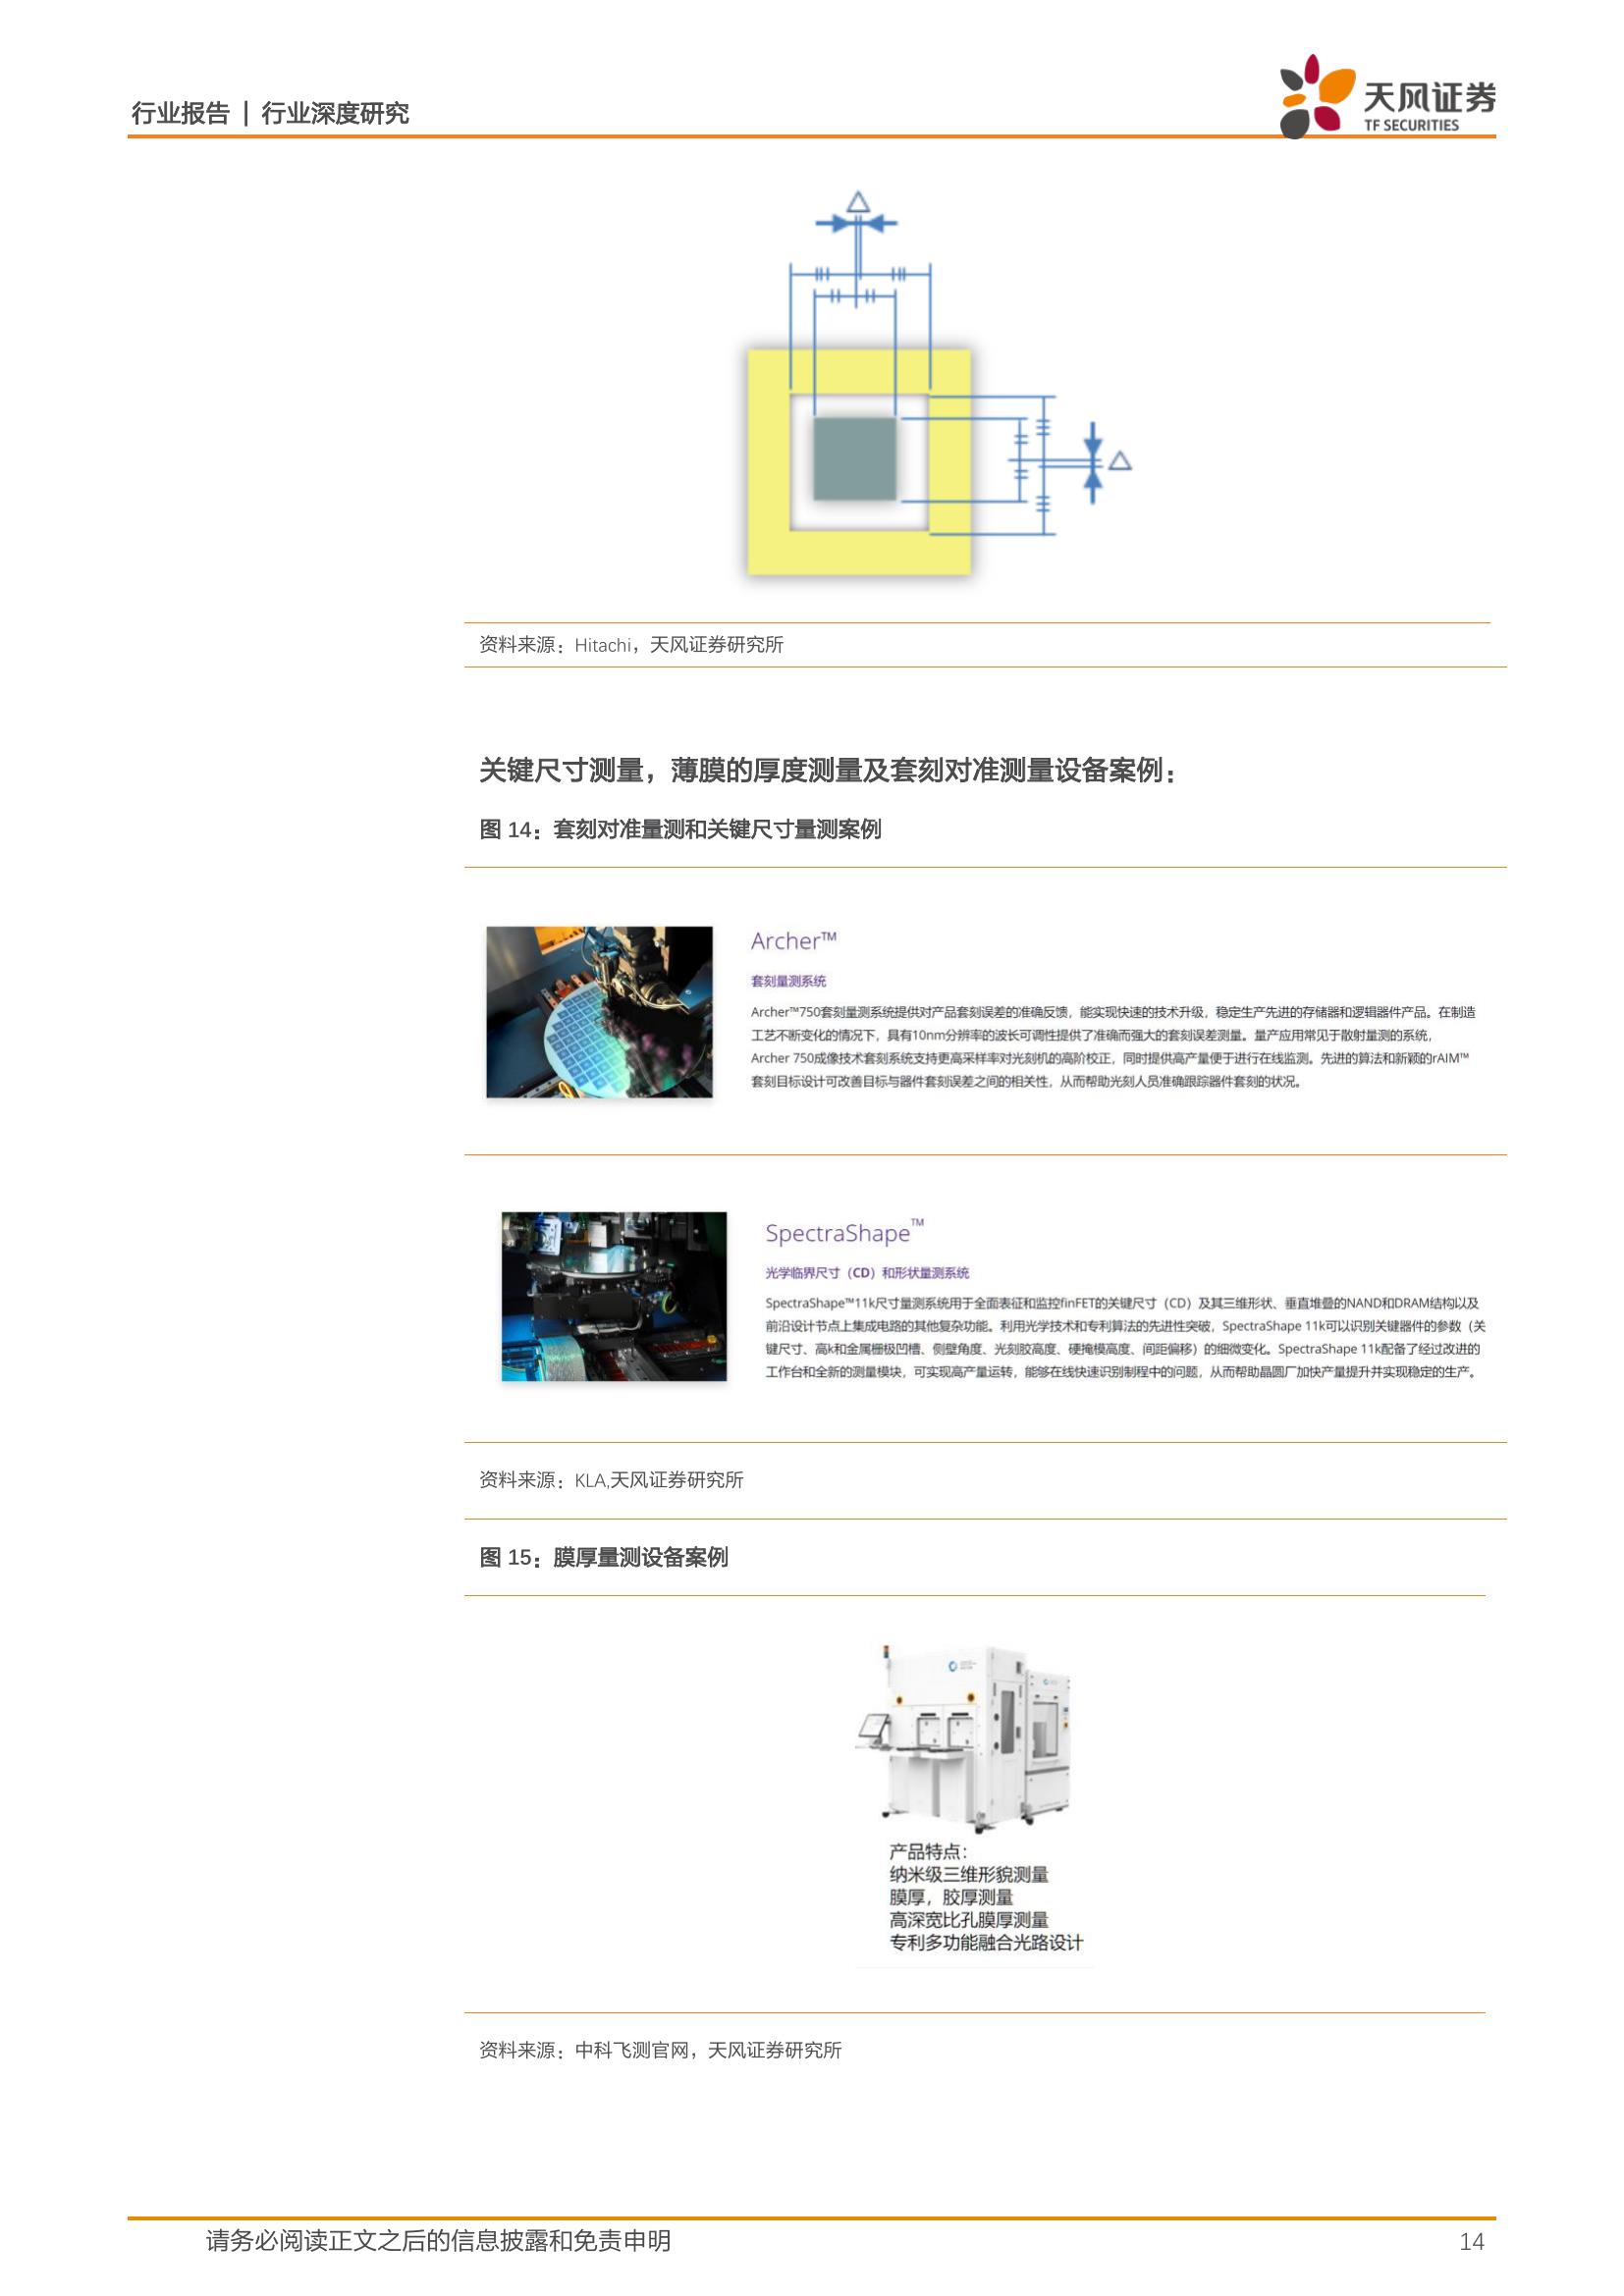 行业报告 | 行业深度研究
天风证券
TF SECURITIES
△
△
资料来源：Hitachi，天风证券研究所
关键尺寸测量，薄膜的厚度测量及套刻对准测量设备案例：
图 14：套刻对准量测和关键尺寸量测案例
Archer™
套刻量测系统
Archer™750套刻量测系统提供对产品套刻误差的准确反馈，能实现快速的技术升级，稳定生产先进的存储器和逻辑器件产品。在制造
工艺不断变化的情况下，具有10nm分辨率的波长可调性提供了准确而强大的套刻误差测量。量产应用常见于散射量测的系统，
Archer 750成像技术套刻系统支持更高采样率对光刻机的高阶校正，同时提供高产量便于进行在线监测。先进的算法和新颖的rAIM™
套刻目标设计可改善目标与器件套刻误差之间的相关性，从而帮助光刻人员准确跟踪器件套刻的状况。
SpectraShape™
光学临界尺寸（CD）和形状量测系统
SpectraShape™11k尺寸量测系统用于全面表征和监控finFET的关键尺寸（CD）及其三维形状、垂直堆叠的NAND和DRAM结构以及
前沿设计节点上集成电路的其他复杂功能。利用光学技术和专利算法的先进性突破，SpectraShape 11k可以识别关键器件的参数（关
键尺寸、高k和金属栅极凹槽、侧壁角度、光刻胶高度、硬掩模高度、间距偏移）的细微变化。SpectraShape 11k配备了经过改进的
工作台和全新的测量模块，可实现高产量运转，能够在线快速识别制程中的问题，从而帮助晶圆厂加快产量提升并实现稳定的生产。
资料来源：KLA,天风证券研究所
图 15：膜厚量测设备案例
产品特点：
纳米级三维形貌测量
膜厚，胶厚测量
高深宽比孔膜厚测量
专利多功能融合光路设计
资料来源：中科飞测官网，天风证券研究所
请务必阅读正文之后的信息披露和免责申明
14